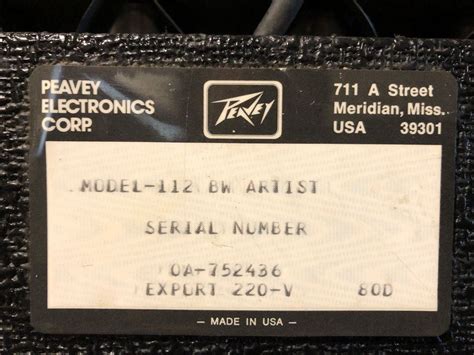 PEAVEY
ELECTRONICS
CORP.
PEAVEY
711 A Street
Meridian, Miss.
USA 39301
MODEL-112 BW ARTIST
SERIAL NUMBER
OA-752436
EXPORT 220-V 80D
— MADE IN USA —